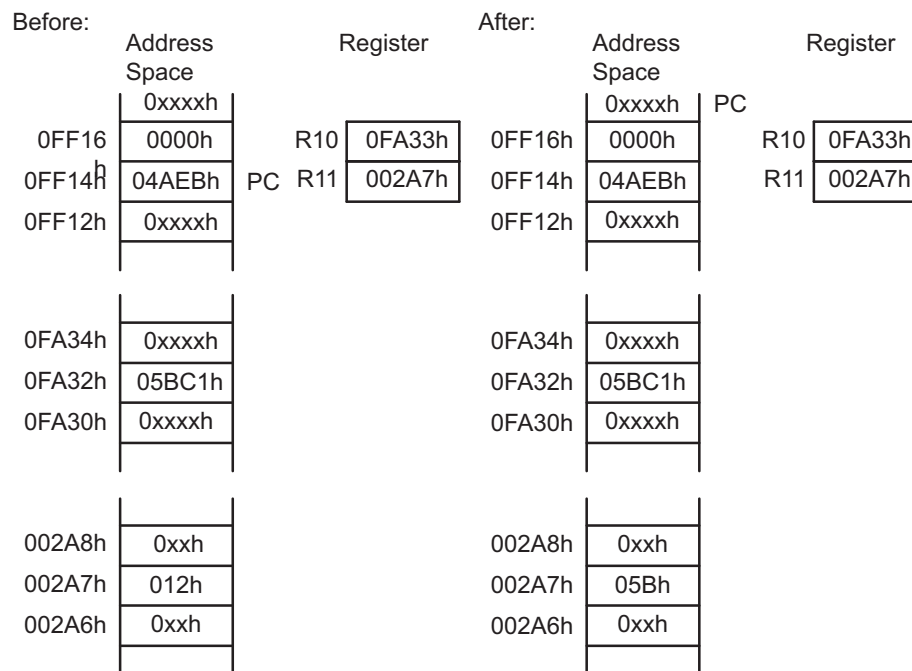 Before: After:
Address Register Address Register
Space Space
0xxxxh 0xxxxh PC
0FF16h 0000h R10 0FA33h 0FF16h 0000h R10 0FA33h
0FF14h 04AEBh PC R11 002A7h 0FF14h 04AEBh R11 002A7h
0FF12h 0xxxxh 0FF12h 0xxxxh
0FA34h 0xxxxh 0FA34h 0xxxxh
0FA32h 05BC1h 0FA32h 05BC1h
0FA30h 0xxxxh 0FA30h 0xxxxh
002A8h 0xxh 002A8h 0xxh
002A7h 012h 002A7h 05Bh
002A6h 0xxh 002A6h 0xxh